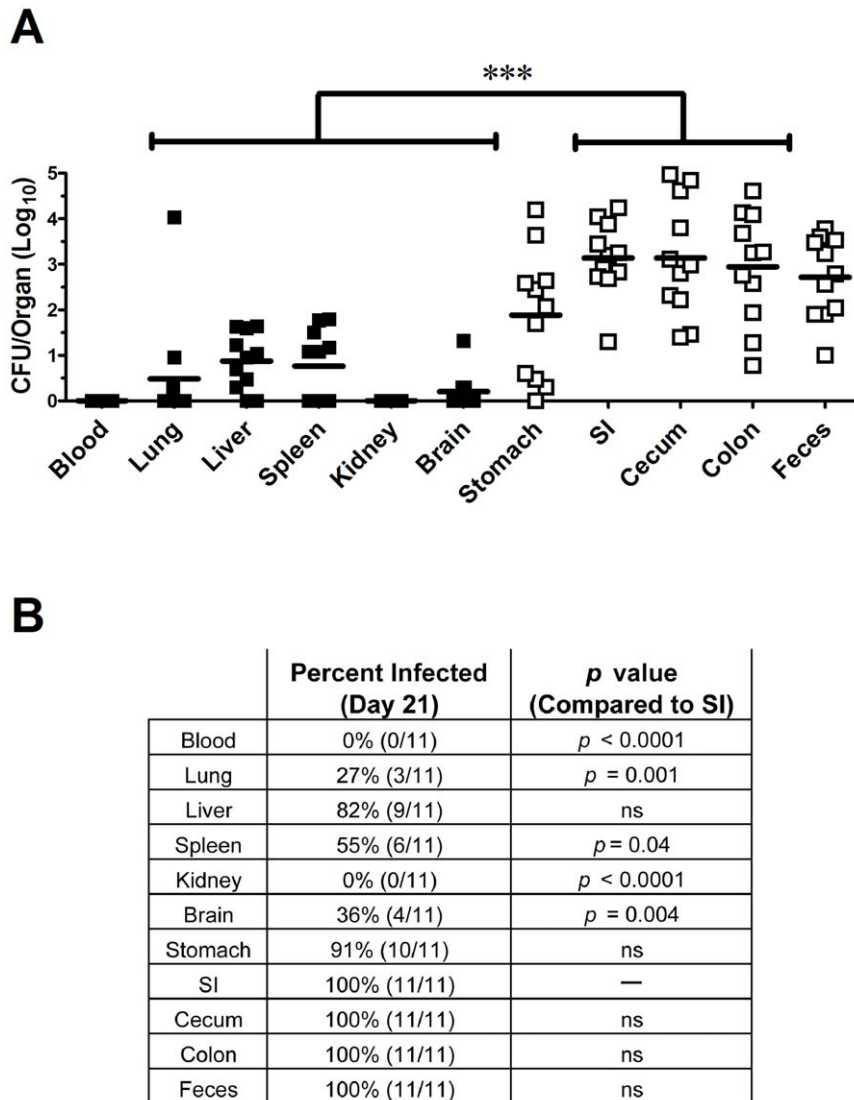 A
***
CFU/Organ (Log10)
5
4
3
2
1
0
Blood
Lung
Liver
Spleen
Kidney
Brain
Stomach
SI
Cecum
Colon
Feces
B
Percent Infected (Day 21) p value (Compared to SI)
Blood 0% (0/11) p < 0.0001
Lung 27% (3/11) p = 0.001
Liver 82% (9/11) ns
Spleen 55% (6/11) p = 0.04
Kidney 0% (0/11) p < 0.0001
Brain 36% (4/11) p = 0.004
Stomach 91% (10/11) ns
SI 100% (11/11) —
Cecum 100% (11/11) ns
Colon 100% (11/11) ns
Feces 100% (11/11) ns